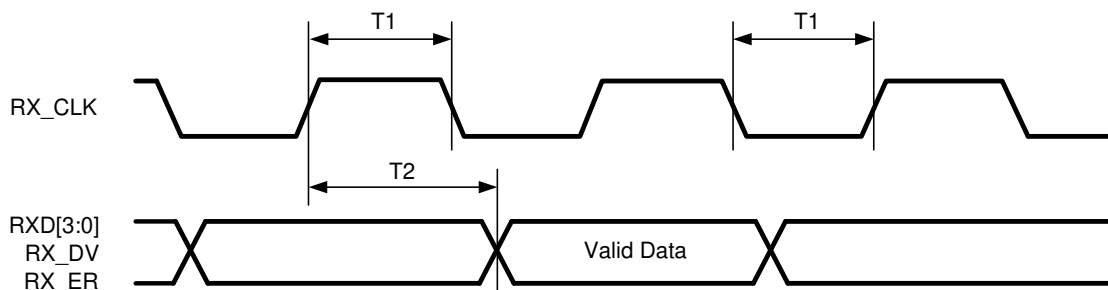 T1 T1
RX_CLK
T2
RXD[3:0]
RX_DV Valid Data
RX_ER